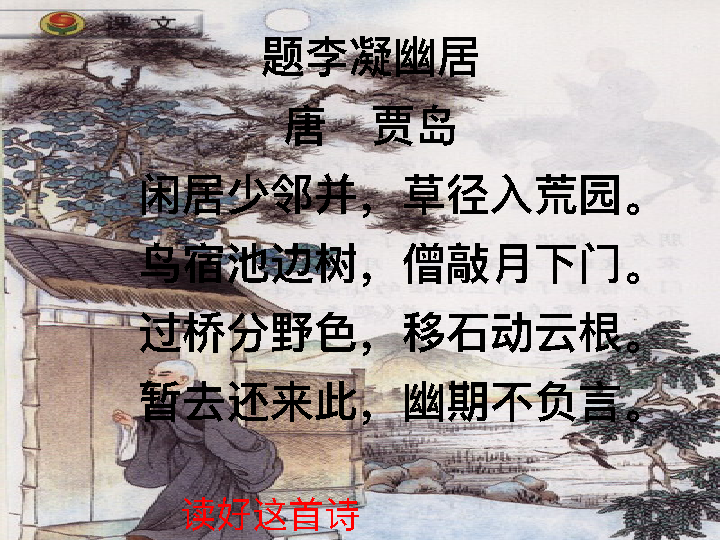 课 文
题李凝幽居
唐 贾岛
闲居少邻并，草径入荒园。
鸟宿池边树，僧敲月下门。
过桥分野色，移石动云根。
暂去还来此，幽期不负言。
读好这首诗